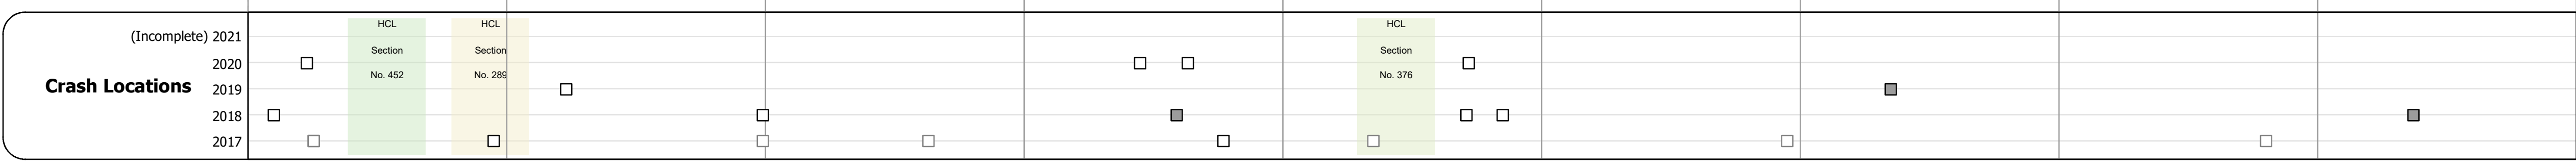 Crash Locations
(Incomplete) 2021
2020
2019
2018
2017
HCL
Section
No. 452
HCL
Section
No. 289
HCL
Section
No. 376